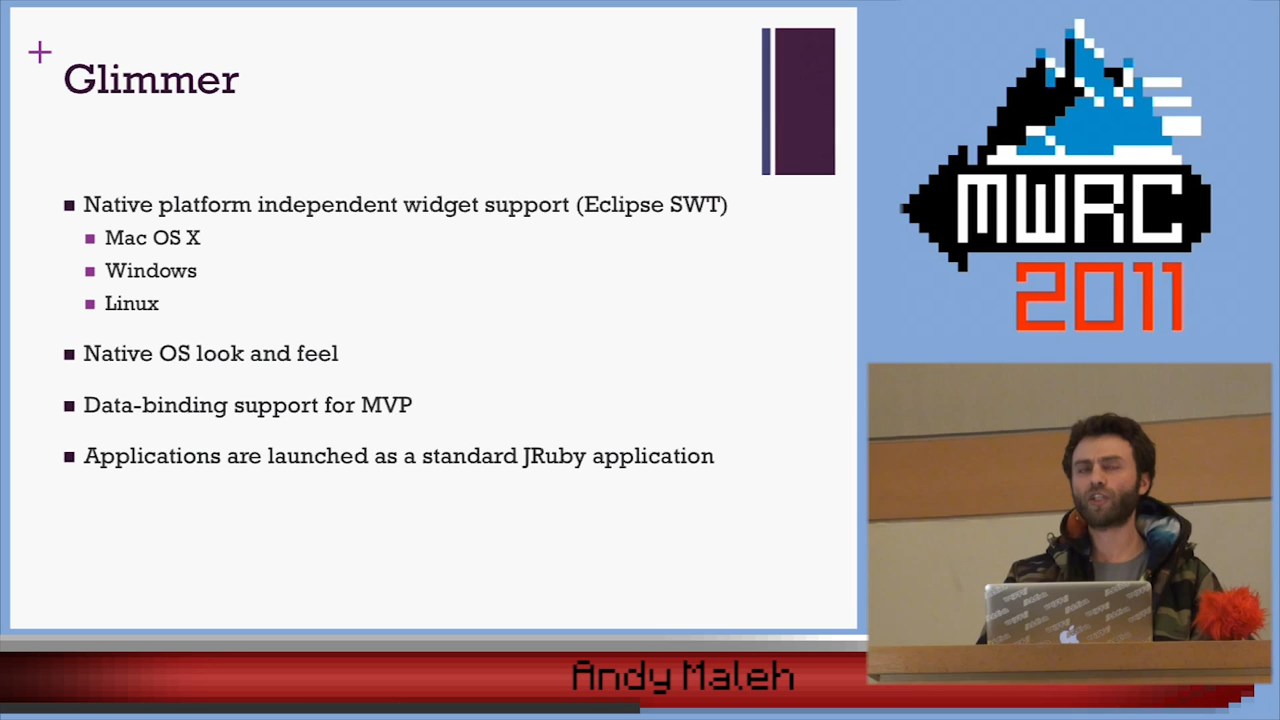 +
Glimmer
Native platform independent widget support (Eclipse SWT)
Mac OS X
Windows
Linux
Native OS look and feel
Data-binding support for MVP
Applications are launched as a standard JRuby application
MWRC
2011
Andy Maleh